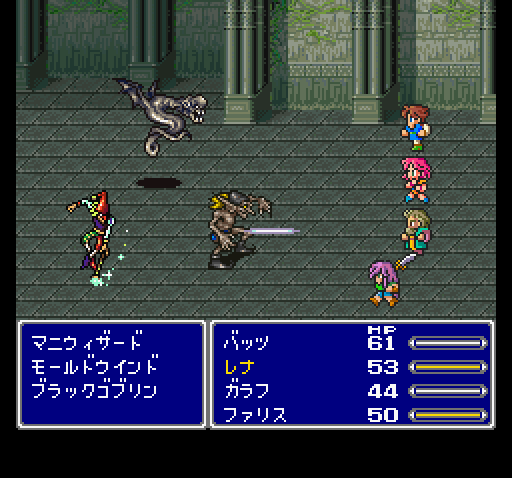 マニウィザード
モールドウインド
ブラックゴブリン
HP
バッツ 61
レナ 53
ガラフ 44
ファリス 50